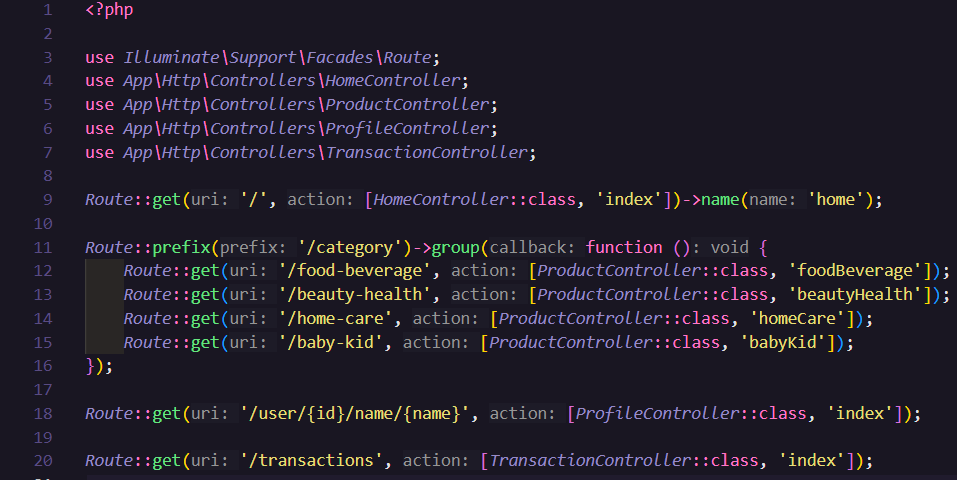 1 <?php
2
3 use Illuminate\Support\Facades\Route;
4 use App\Http\Controllers\HomeController;
5 use App\Http\Controllers\ProductController;
6 use App\Http\Controllers\ProfileController;
7 use App\Http\Controllers\TransactionController;
8
9 Route::get(uri: '/', action: [HomeController::class, 'index'])->name(name: 'home');
10
11 Route::prefix(prefix: '/category')->group(callback: function (): void {
12     Route::get(uri: '/food-beverage', action: [ProductController::class, 'foodBeverage']);
13     Route::get(uri: '/beauty-health', action: [ProductController::class, 'beautyHealth']);
14     Route::get(uri: '/home-care', action: [ProductController::class, 'homeCare']);
15     Route::get(uri: '/baby-kid', action: [ProductController::class, 'babyKid']);
16 });
17
18 Route::get(uri: '/user/{id}/name/{name}', action: [ProfileController::class, 'index']);
19
20 Route::get(uri: '/transactions', action: [TransactionController::class, 'index']);